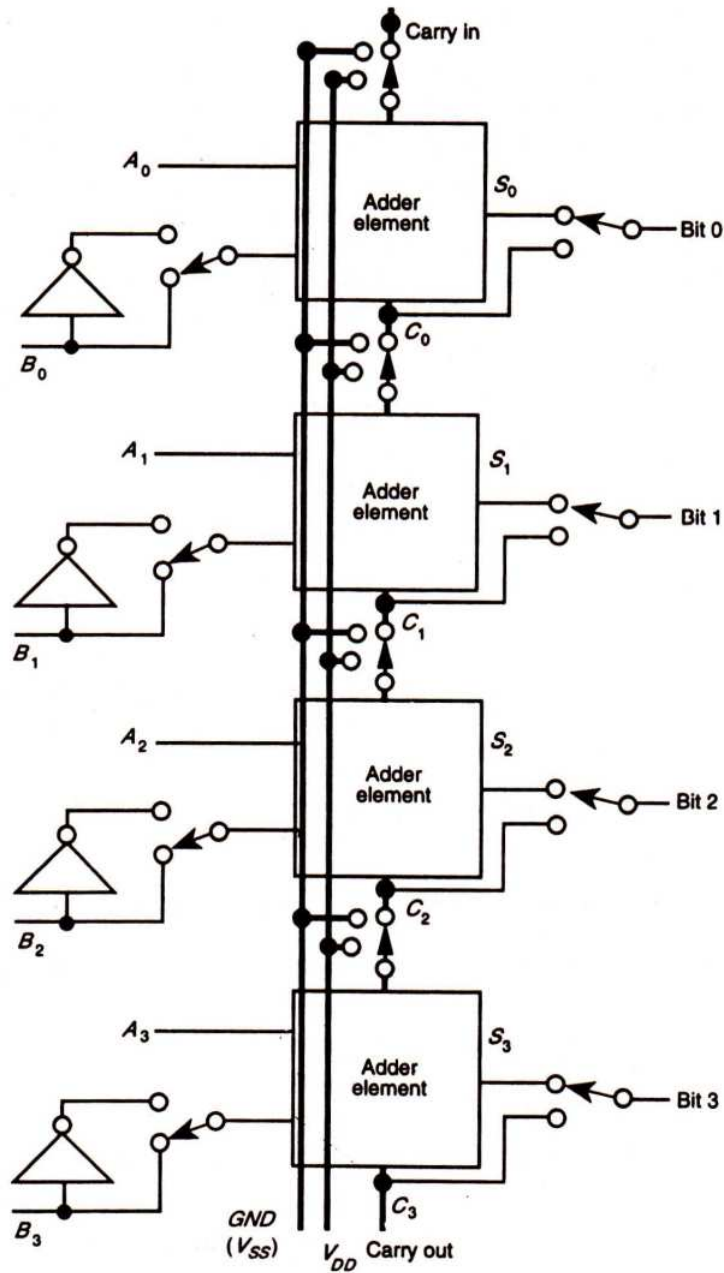 Carry in
A0
Adder
element
S0
Bit 0
B0
C0
A1
Adder
element
S1
Bit 1
B1
C1
A2
Adder
element
S2
Bit 2
B2
C2
A3
Adder
element
S3
Bit 3
B3
GND
(VSS)
VDD
Carry out
C3